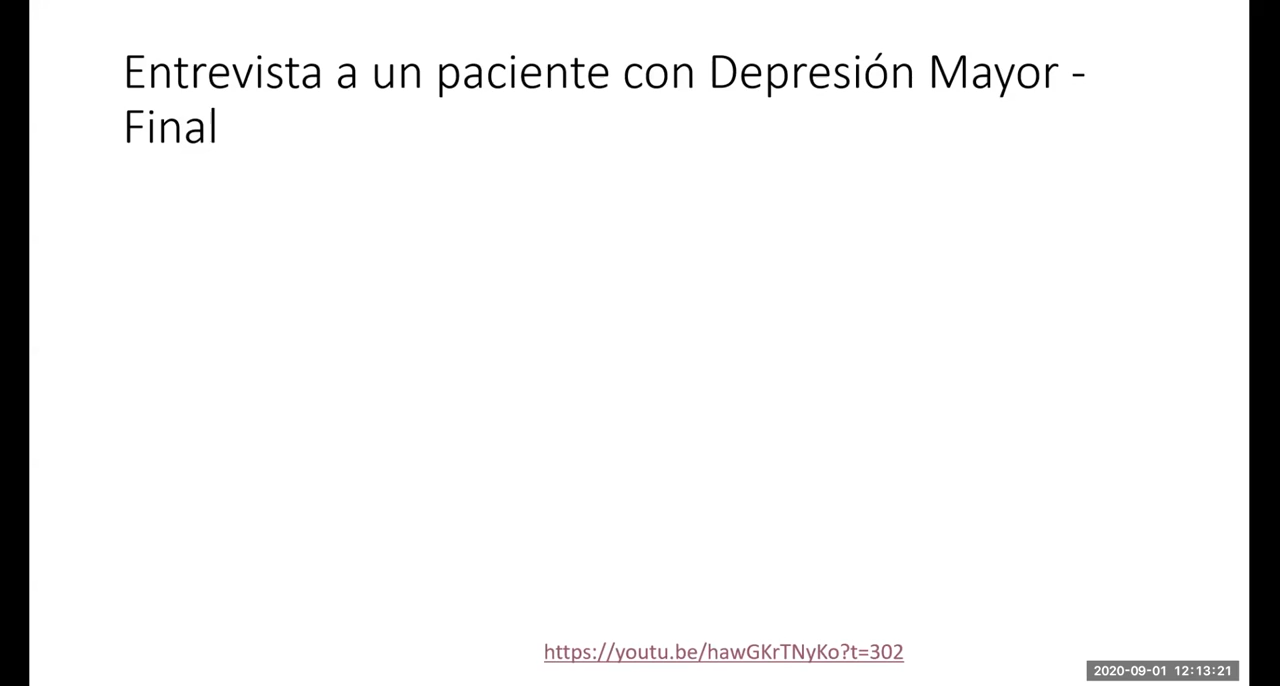 Entrevista a un paciente con Depresión Mayor -
Final
https://youtu.be/hawGKrTNyKo?t=302
2020-09-01 12:13:21